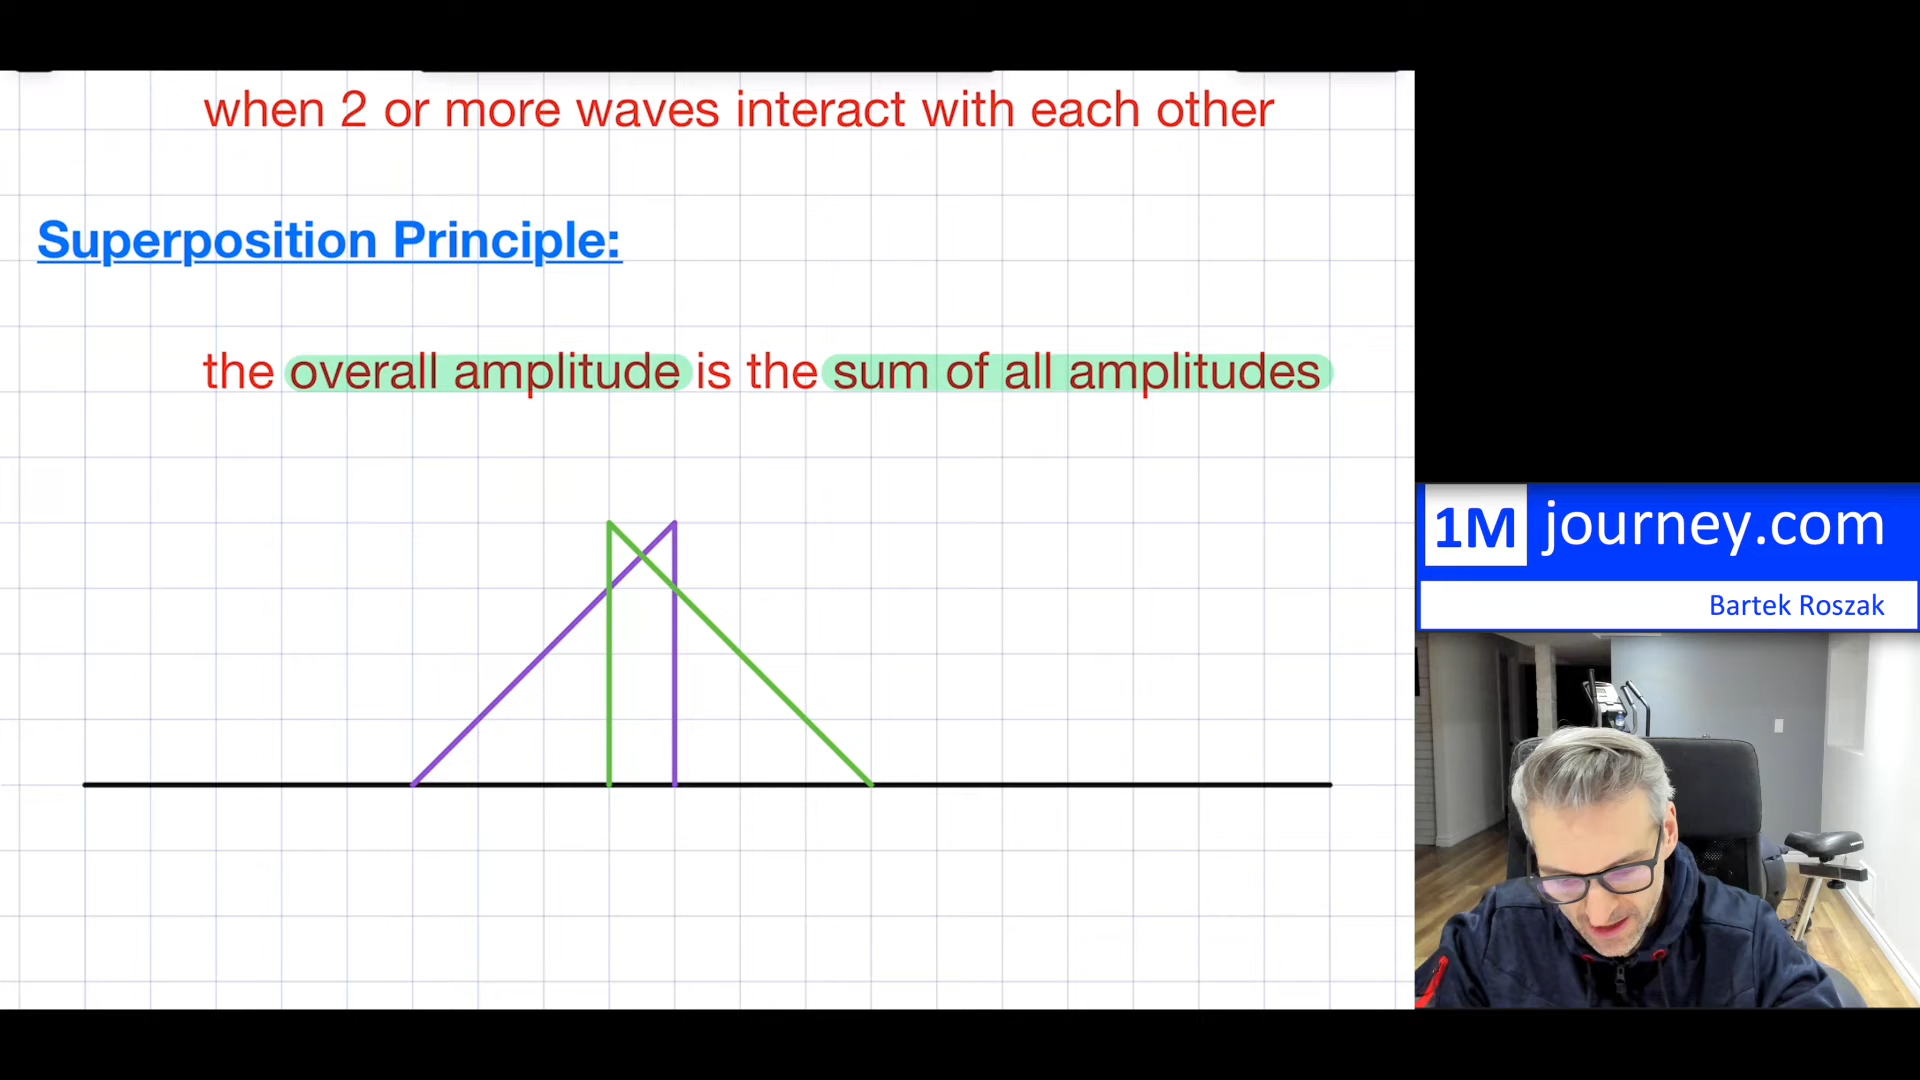 when 2 or more waves interact with each other
Superposition Principle:
the overall amplitude is the sum of all amplitudes
1M journey.com
Bartek Roszak